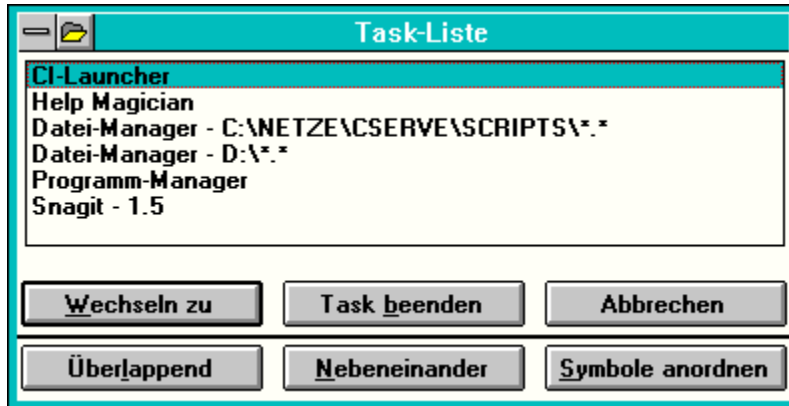 Task-Liste
CI-Launcher
Help Magician
Datei-Manager - C:\NETZE\CSERVE\SCRIPTS\*.*
Datei-Manager - D:\*.*
Programm-Manager
Snagit - 1.5
Wechseln zu
Task beenden
Abbrechen
Überlappend
Nebeneinander
Symbole anordnen